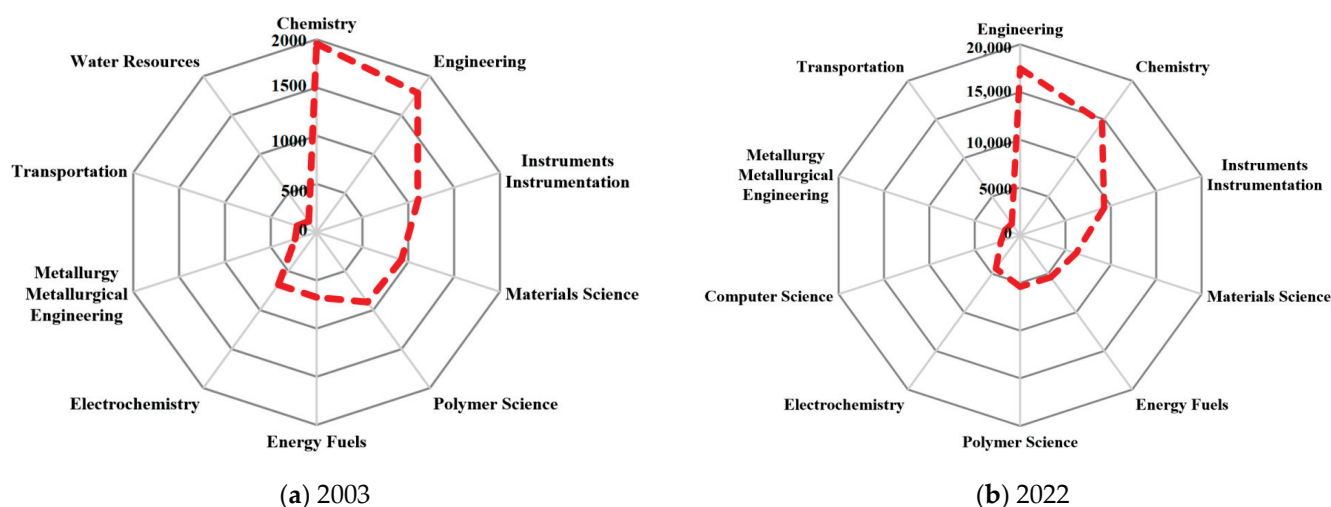 Chemistry
2000
Water Resources
Engineering
1500
1000
Transportation
Instruments
Instrumentation
500
0
Metallurgy
Metallurgical
Engineering
Materials Science
Electrochemistry
Polymer Science
Energy Fuels
(a) 2003
Engineering
20,000
Transportation
Chemistry
15,000
10,000
Metallurgy
Metallurgical
Engineering
Instruments
Instrumentation
5000
0
Computer Science
Materials Science
Electrochemistry
Energy Fuels
Polymer Science
(b) 2022